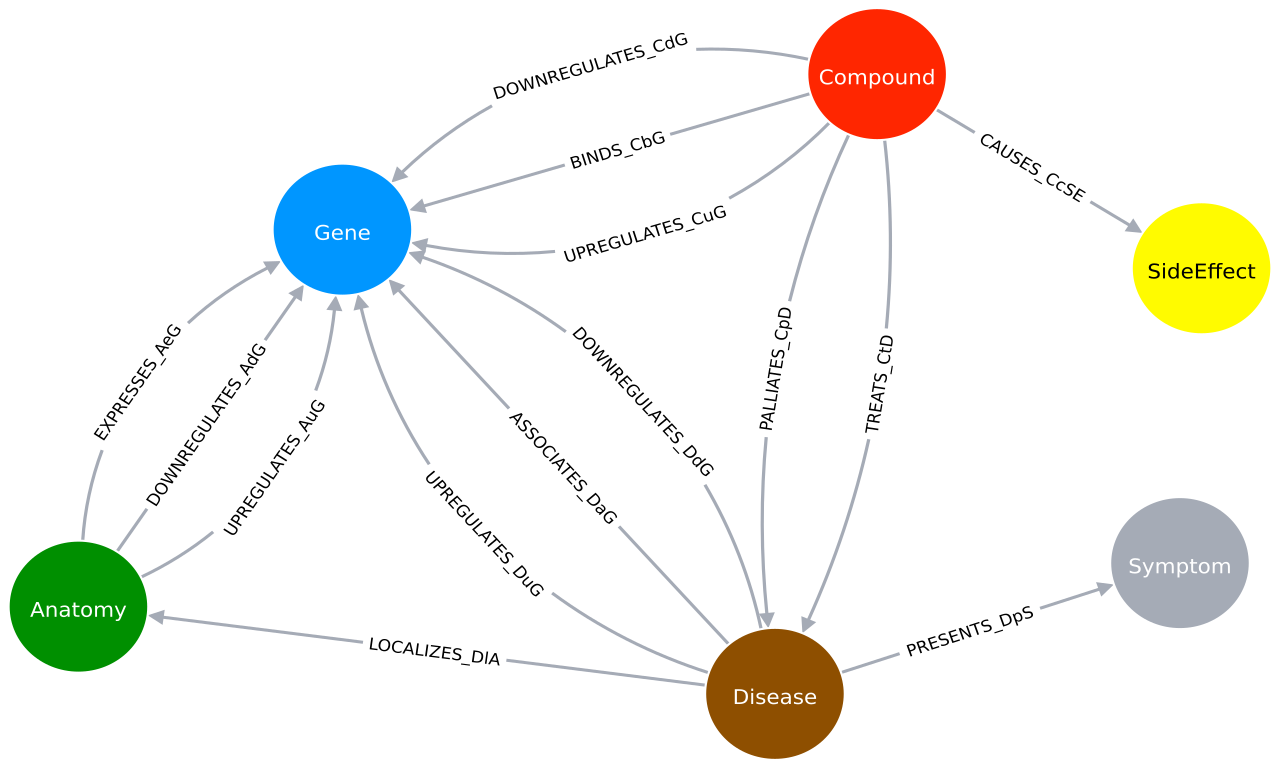 DOWNREGULATES_CdG
Compound
BINDS_CbG
CAUSES_CcSE
UPREGULATES_CuG
Gene
SideEffect
EXPRESSES_AeG
DOWNREGULATES_AdG
UPREGULATES_AuG
DOWNREGULATES_DdG
PALLIATES_CpD
TREATS_CtD
ASSOCIATES_DaG
UPREGULATES_DuG
Symptom
Anatomy
LOCALIZES_DIA
PRESENTS_DpS
Disease